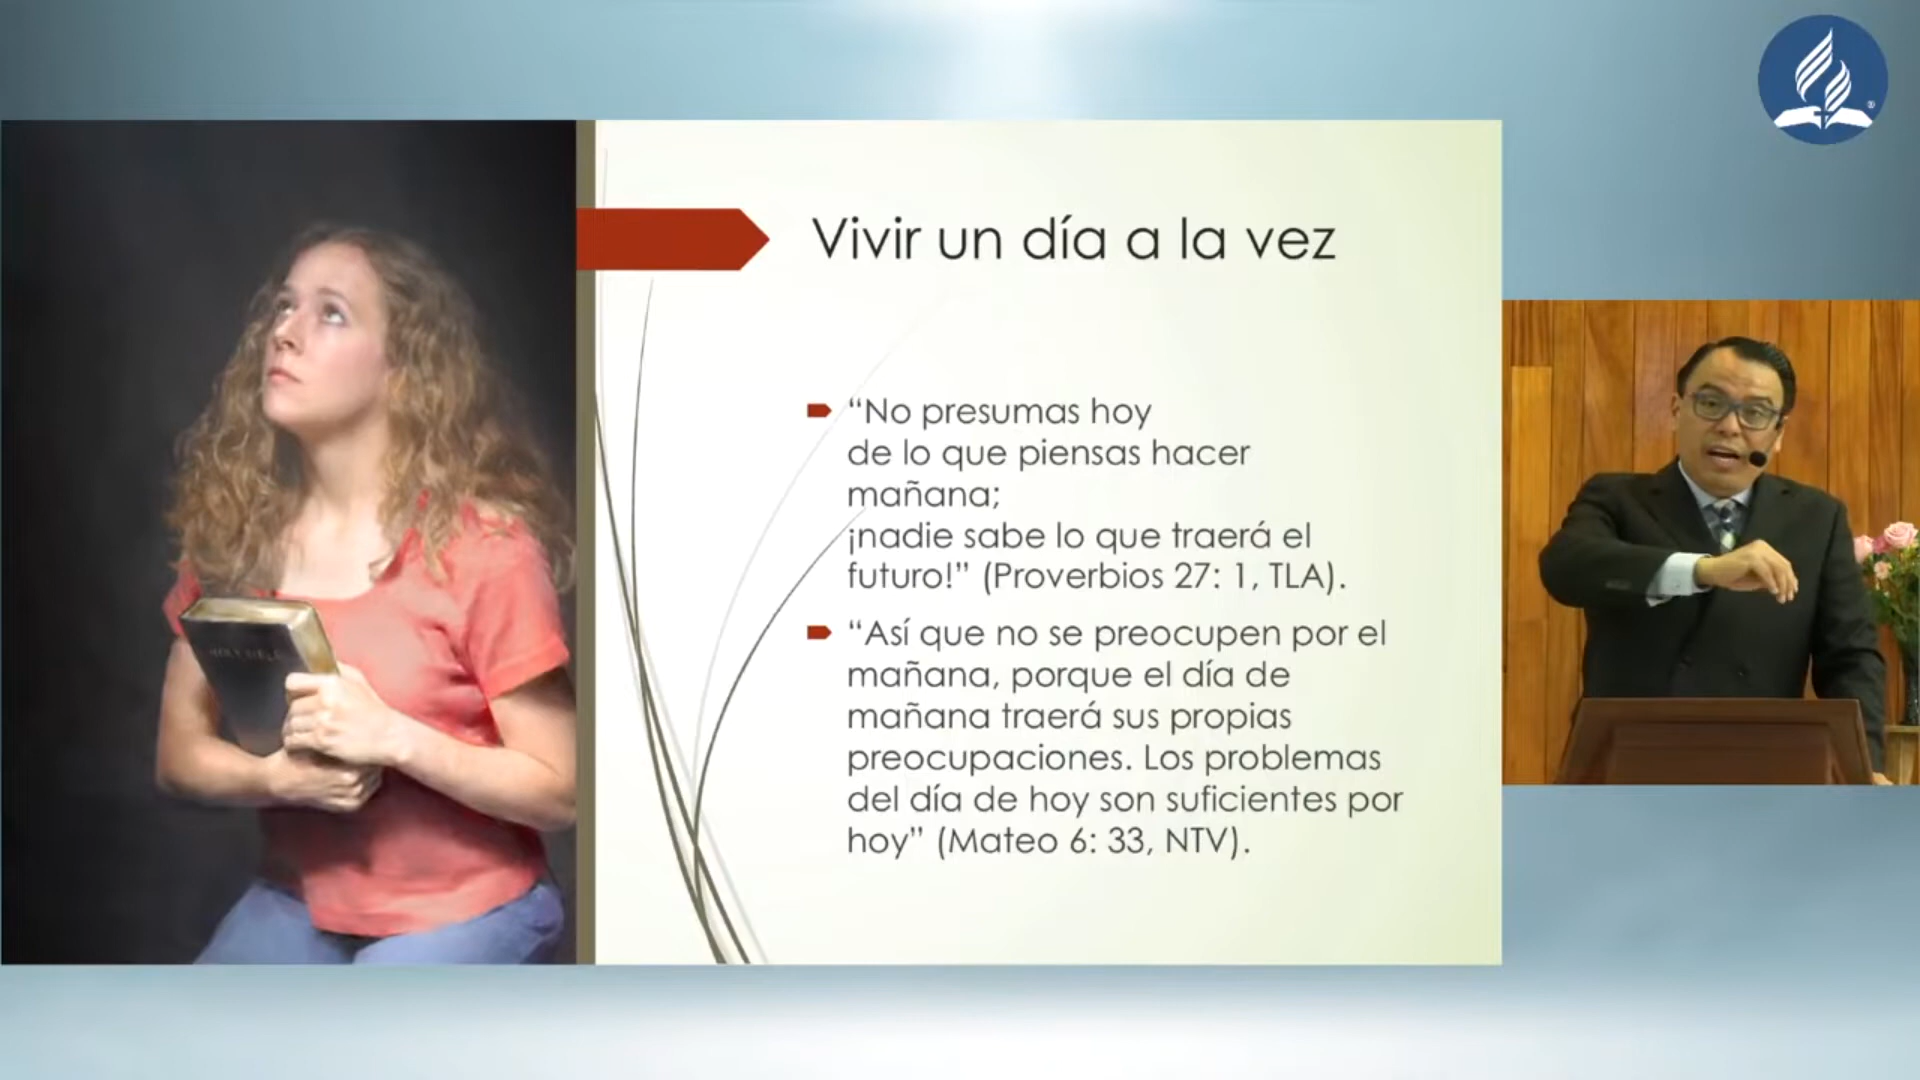 Vivir un día a la vez
“No presumas hoy
de lo que piensas hacer
mañana;
¡nadie sabe lo que traerá el
futuro!” (Proverbios 27: 1, TLA).
“Así que no se preocupen por el
mañana, porque el día de
mañana traerá sus propias
preocupaciones. Los problemas
del día de hoy son suficientes por
hoy” (Mateo 6: 33, NTV).
HOLY BIBLE
®